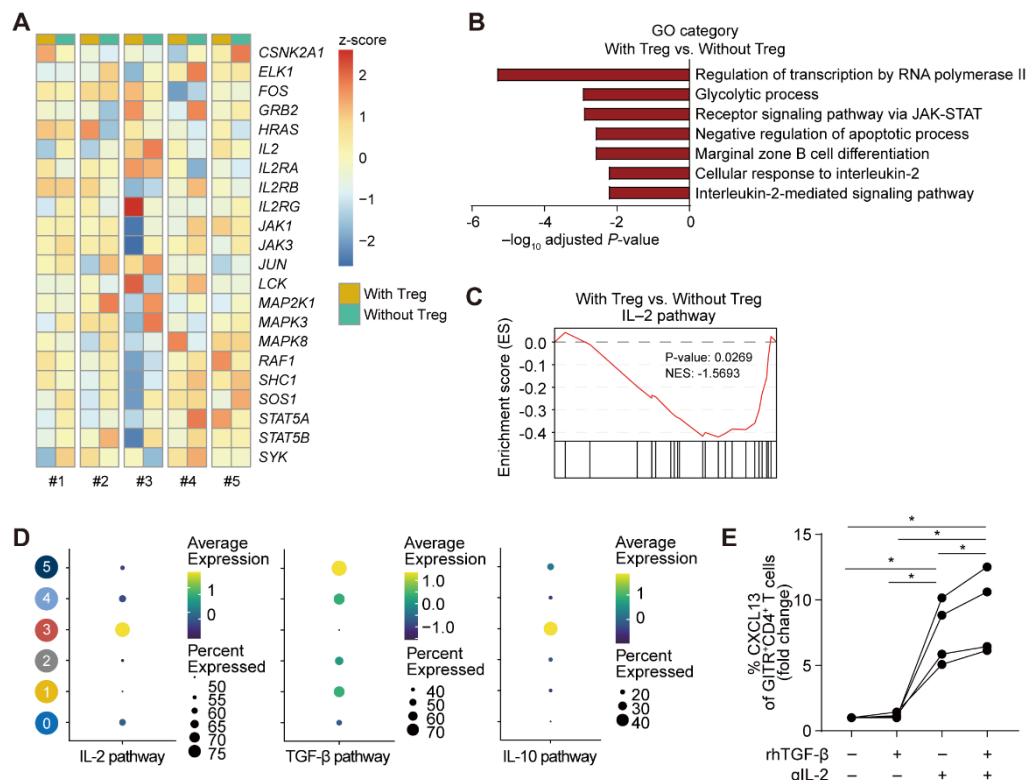 A
z-score
CSNK2A1
ELK1
FOS
GRB2
HRAS
IL2
IL2RA
IL2RB
IL2RG
JAK1
JAK3
JUN
LCK
MAP2K1
MAPK3
MAPK8
RAF1
SHC1
SOS1
STAT5A
STAT5B
SYK
2
1
0
−1
−2
With Treg
Without Treg
#1 #2 #3 #4 #5
B
GO category
With Treg vs. Without Treg
Regulation of transcription by RNA polymerase II
Glycolytic process
Receptor signaling pathway via JAK-STAT
Negative regulation of apoptotic process
Marginal zone B cell differentiation
Cellular response to interleukin-2
Interleukin-2-mediated signaling pathway
-6 -4 -2 0
−log10 adjusted P-value
C
With Treg vs. Without Treg
IL–2 pathway
Enrichment score (ES)
0.0
-0.1
-0.2
-0.3
-0.4
P-value: 0.0269
NES: -1.5693
D
5
4
3
2
1
0
Average
Expression
1
0
Percent
Expressed
50
55
60
65
70
75
IL-2 pathway
Average
Expression
1.0
0.0
−1.0
Percent
Expressed
40
50
60
70
TGF-β pathway
Average
Expression
1
0
Percent
Expressed
20
30
40
IL-10 pathway
E
% CXCL13
of GITR+CD4+ T cells
(fold change)
15
10
5
0
*
*
*
*
*
rhTGF-β − + − +
αIL-2 − − + +